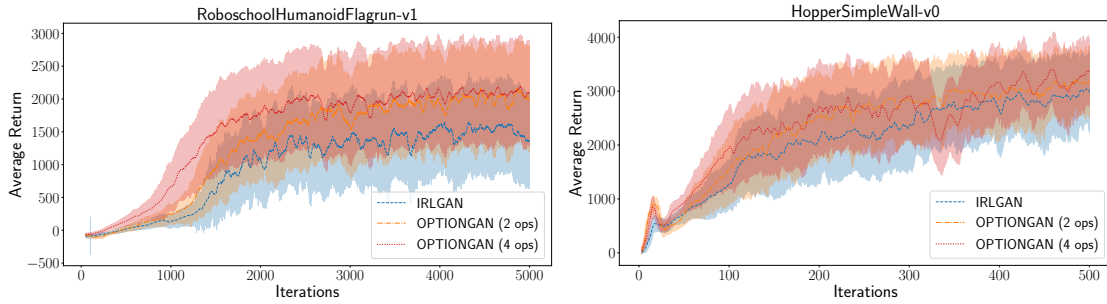 RoboschoolHumanoidFlagrun-v1
Average Return
3000
2500
2000
1500
1000
500
0
−500
0 1000 2000 3000 4000 5000
Iterations
IRLGAN
OPTIONGAN (2 ops)
OPTIONGAN (4 ops)
HopperSimpleWall-v0
Average Return
4000
3000
2000
1000
0
0 100 200 300 400 500
Iterations
IRLGAN
OPTIONGAN (2 ops)
OPTIONGAN (4 ops)